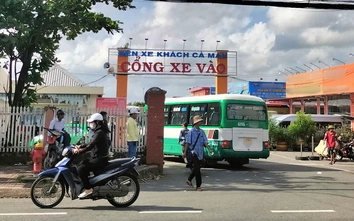 BẾN XE KHÁCH CÀ MAU
CỔNG XE VÀO